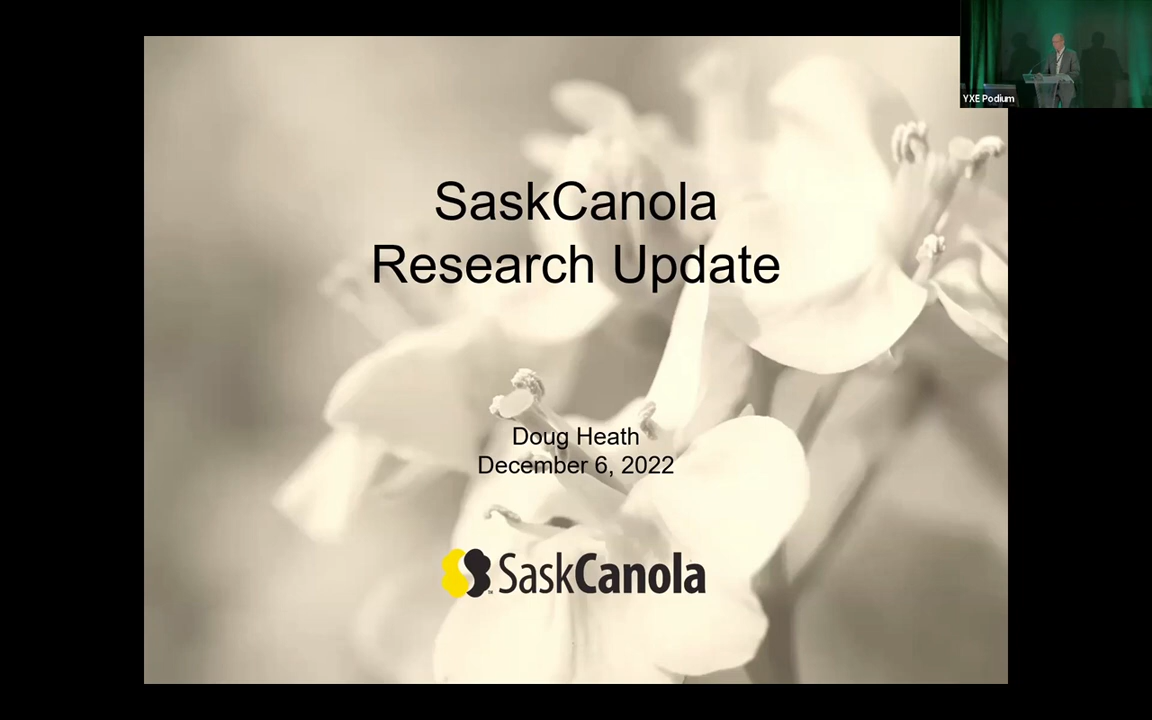 YXE Podium
SaskCanola
Research Update
Doug Heath
December 6, 2022
SaskCanola